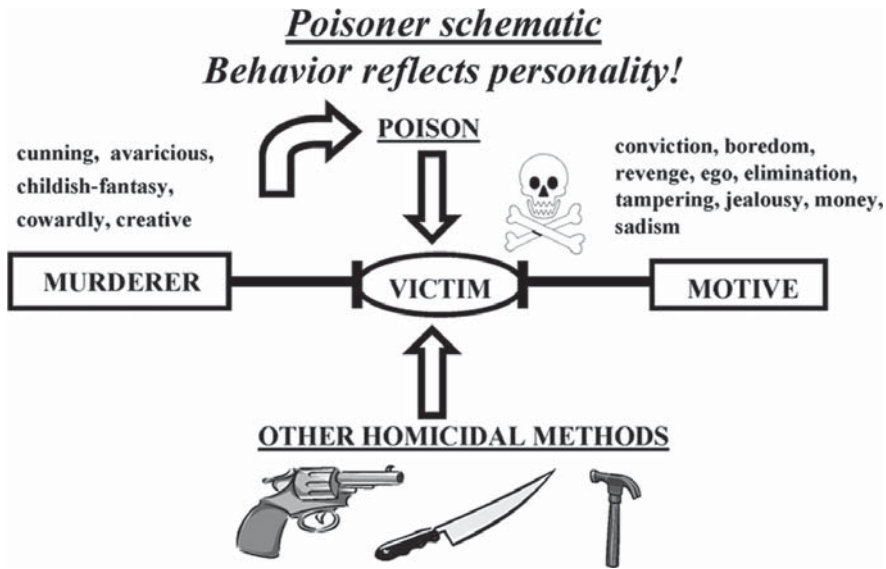 Poisoner schematic
Behavior reflects personality!
POISON
cunning, avaricious,
childish-fantasy,
cowardly, creative
conviction, boredom,
revenge, ego, elimination,
tampering, jealousy, money,
sadism
MURDERER
VICTIM
MOTIVE
OTHER HOMICIDAL METHODS